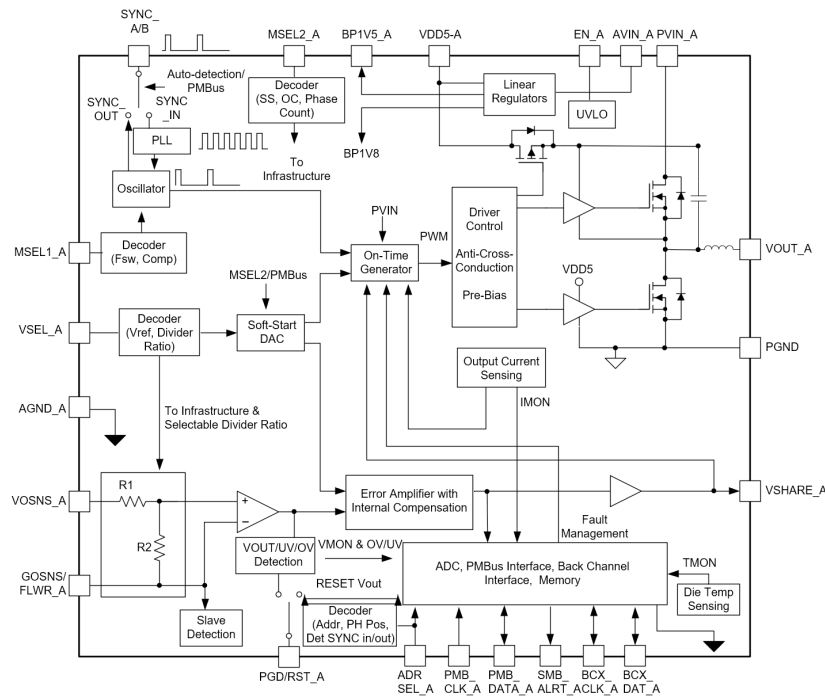 SYNC_
A/B
MSEL2_A
BP1V5_A
VDD5-A
EN_A
AVIN_A
PVIN_A
Auto-detection/
PMBus
SYNC_
OUT
SYNC
_IN
PLL
Oscillator
Decoder
(SS, OC, Phase
Count)
To
Infrastructure
BP1V8
Linear
Regulators
UVLO
MSEL1_A
Decoder
(Fsw, Comp)
PVIN
On-Time
Generator
PWM
Driver
Control
Anti-Cross-
Conduction
Pre-Bias
VDD5
VOUT_A
MSEL2/PMBus
VSEL_A
Decoder
(Vref, Divider
Ratio)
Soft-Start
DAC
PGND
Output Current
Sensing
IMON
AGND_A
To Infrastructure &
Selectable Divider Ratio
VOSNS_A
R1
R2
+
−
Error Amplifier with
Internal Compensation
VSHARE_A
Fault
Management
GOSNS/
FLWR_A
VOUT/UV/OV
Detection
VMON & OV/UV
RESET Vout
ADC, PMBus Interface, Back Channel
Interface, Memory
TMON
Die Temp
Sensing
Slave
Detection
Decoder
(Addr, PH Pos,
Det SYNC in/out)
PGD/RST_A
ADR
SEL_A
PMB_
CLK_A
PMB_
DATA_A
SMB_
ALRT_A
BCX_
ACLK_A
BCX_
DAT_A